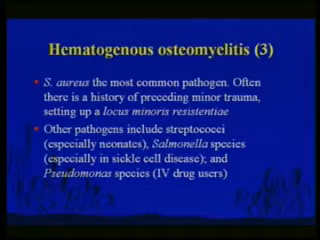 Hematogenous osteomyelitis (3)
S. aureus the most common pathogen. Often
there is a history of preceding minor trauma,
setting up a locus minoris resistentiae
Other pathogens include streptococci
(especially neonates), Salmonella species
(especially in sickle cell disease); and
Pseudomonas species (IV drug users)